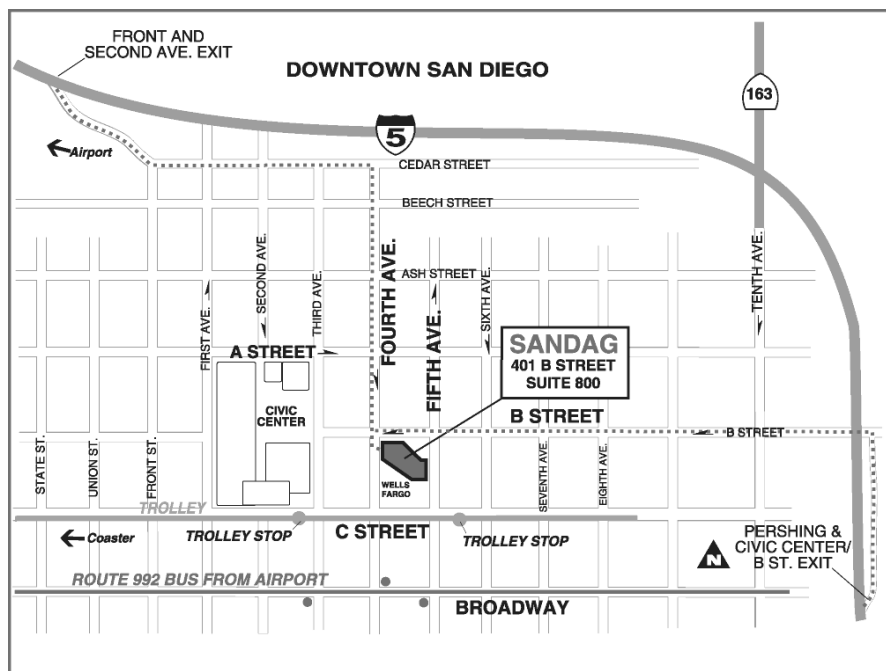 FRONT AND
SECOND AVE. EXIT
DOWNTOWN SAN DIEGO
163
5
Airport
CEDAR STREET
BEECH STREET
ASH STREET
FIRST AVE.
SECOND AVE.
THIRD AVE.
FOURTH AVE.
FIFTH AVE.
SIXTH AVE.
TENTH AVE.
A STREET
SANDAG
401 B STREET
SUITE 800
CIVIC
CENTER
B STREET
B STREET
STATE ST.
UNION ST.
FRONT ST.
WELLS
FARGO
SEVENTH AVE.
EIGHTH AVE.
TROLLEY
Coaster
TROLLEY STOP
C STREET
TROLLEY STOP
N
PERSHING &
CIVIC CENTER/
B ST. EXIT
ROUTE 992 BUS FROM AIRPORT
BROADWAY